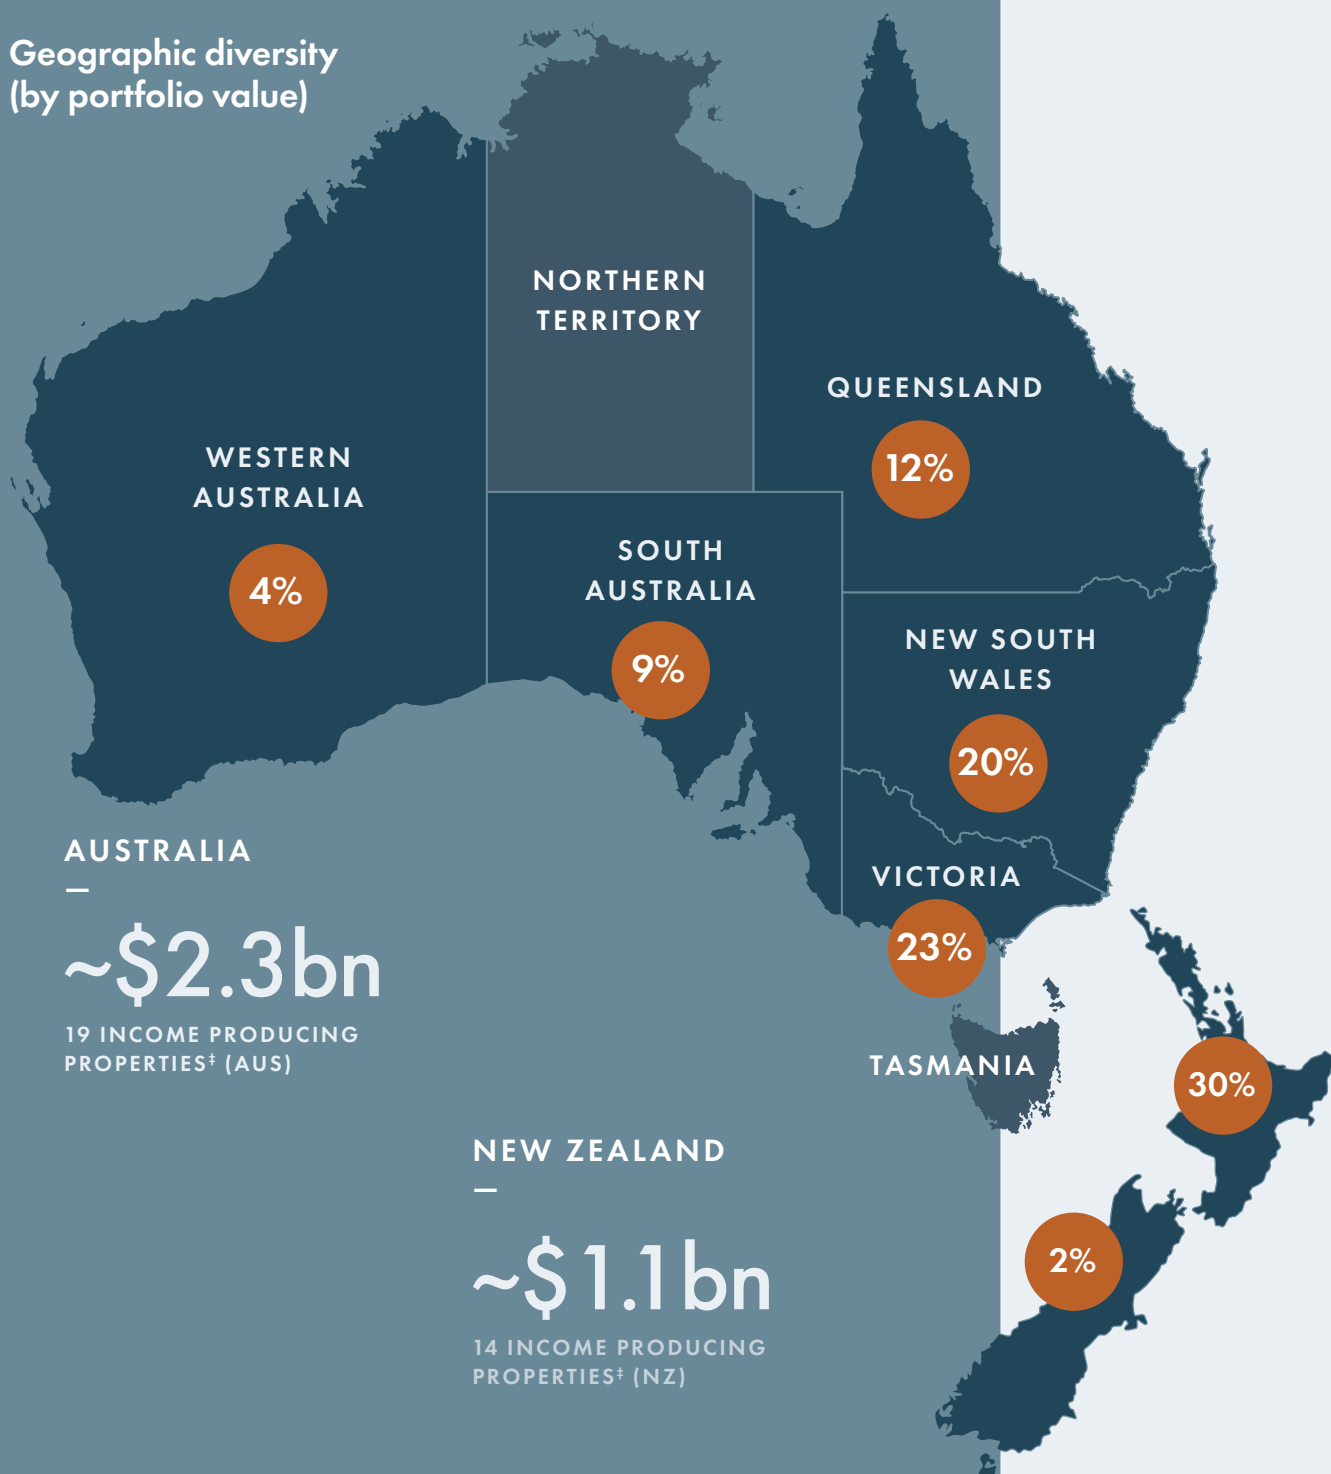 Geographic diversity
(by portfolio value)
NORTHERN
TERRITORY
QUEENSLAND
12%
WESTERN
AUSTRALIA
4%
SOUTH
AUSTRALIA
9%
NEW SOUTH
WALES
20%
VICTORIA
23%
TASMANIA
30%
2%
AUSTRALIA
—
~$2.3bn
19 INCOME PRODUCING
PROPERTIES‡ (AUS)
NEW ZEALAND
—
~$1.1bn
14 INCOME PRODUCING
PROPERTIES‡ (NZ)